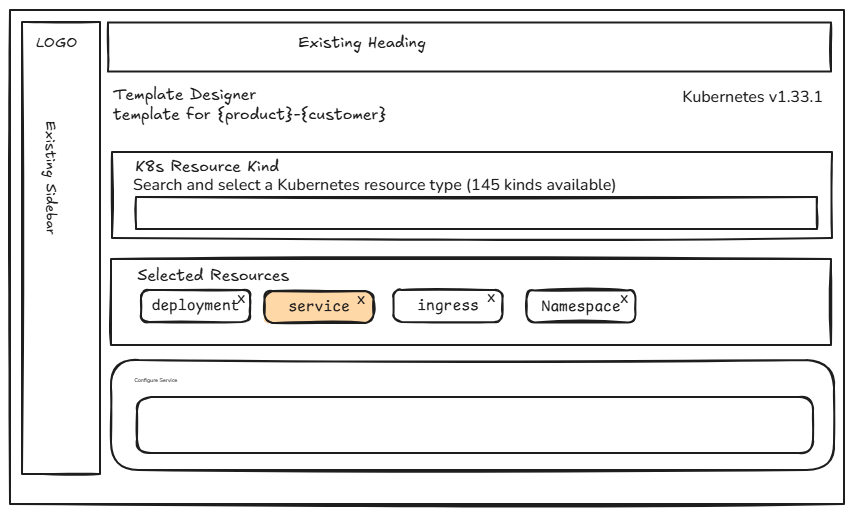 LOGO
Existing Heading
Existing Sidebar
Template Designer
template for {product}-{customer}
Kubernetes v1.33.1
K8s Resource Kind
Search and select a Kubernetes resource type (145 kinds available)
Selected Resources
deployment x
service x
ingress x
Namespace x
Configure Service